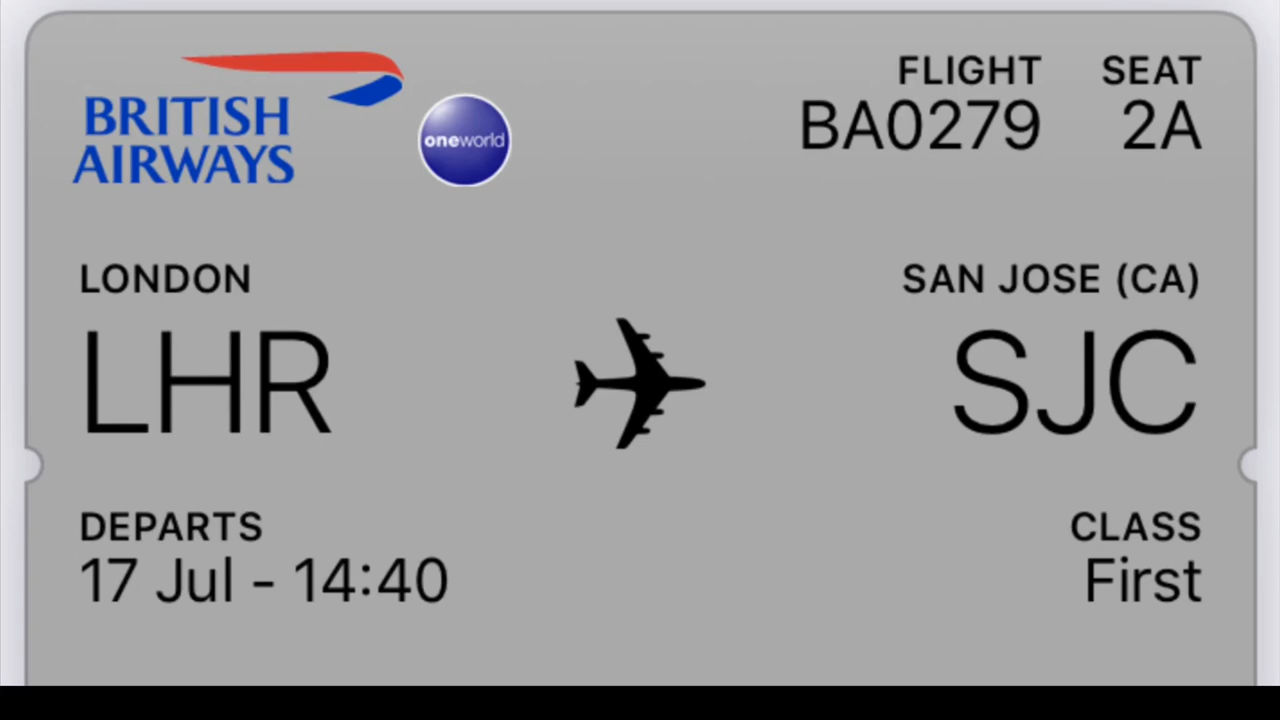 BRITISH
AIRWAYS
oneworld
FLIGHT SEAT
BA0279 2A
LONDON SAN JOSE (CA)
LHR SJC
DEPARTS CLASS
17 Jul - 14:40 First